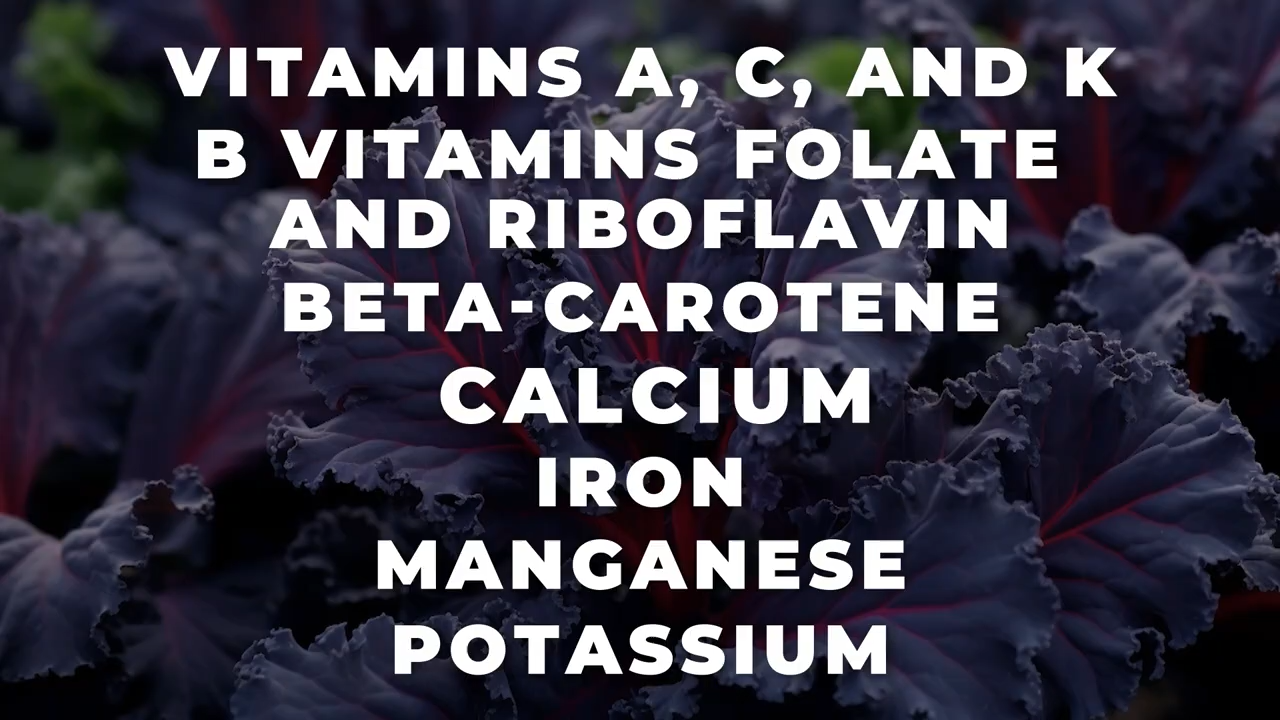 VITAMINS A, C, AND K
B VITAMINS FOLATE
AND RIBOFLAVIN
BETA-CAROTENE
CALCIUM
IRON
MANGANESE
POTASSIUM